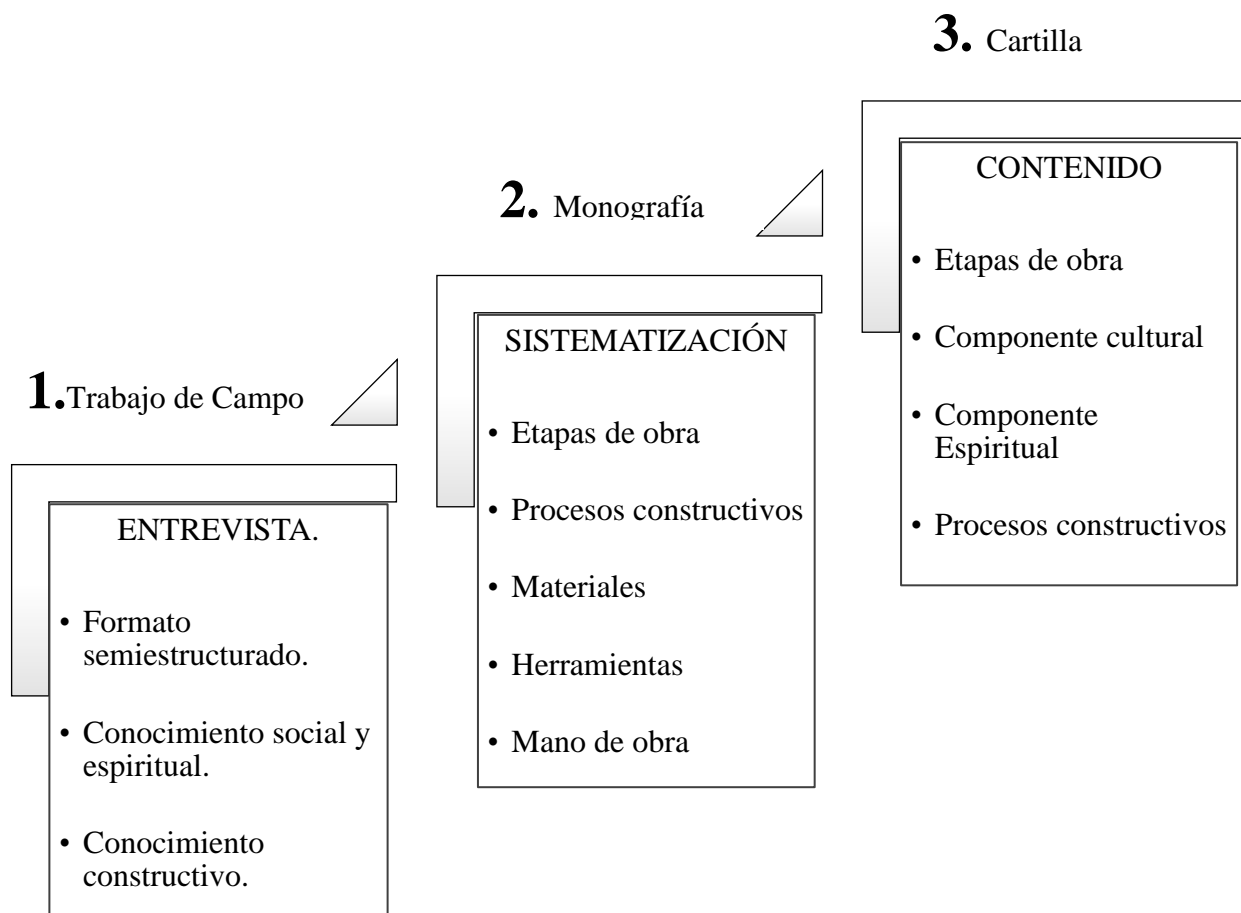 1.Trabajo de Campo
ENTREVISTA.
• Formato
semiestructurado.
• Conocimiento social y
espiritual.
• Conocimiento
constructivo.
2. Monografía
SISTEMATIZACIÓN
• Etapas de obra
• Procesos constructivos
• Materiales
• Herramientas
• Mano de obra
3. Cartilla
CONTENIDO
• Etapas de obra
• Componente cultural
• Componente
Espiritual
• Procesos constructivos